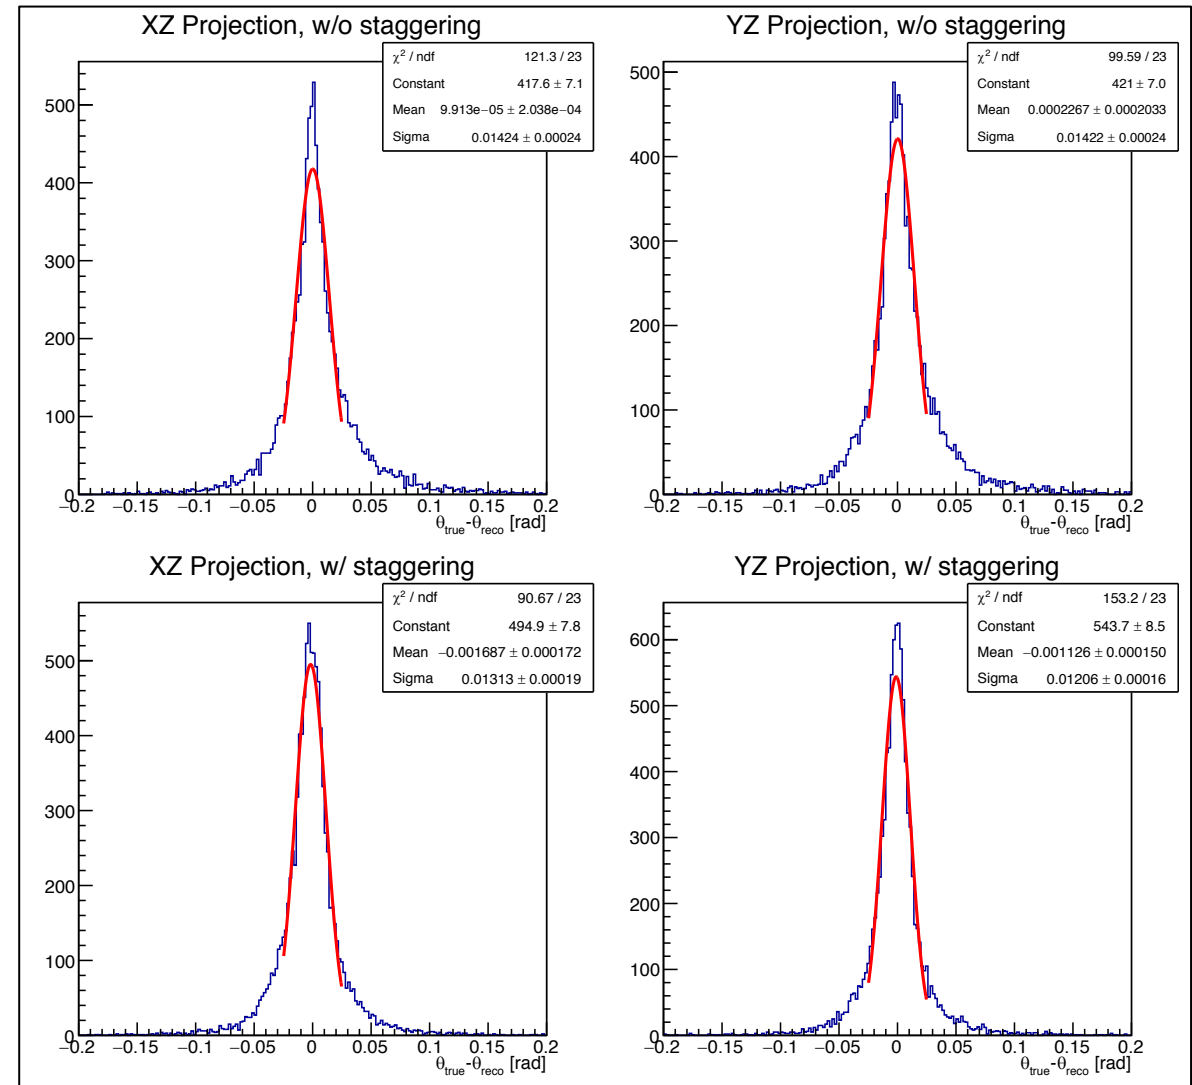 XZ Projection, w/o staggering
χ² / ndf 121.3 / 23
Constant 417.6 ± 7.1
Mean 9.913e−05 ± 2.038e−04
Sigma 0.01424 ± 0.00024
500
400
300
200
100
0
−0.2 −0.15 −0.1 −0.05 0 0.05 0.1 0.15 0.2
θtrue-θreco [rad]
YZ Projection, w/o staggering
χ² / ndf 99.59 / 23
Constant 421 ± 7.0
Mean 0.0002267 ± 0.0002033
Sigma 0.01422 ± 0.00024
500
400
300
200
100
0
−0.2 −0.15 −0.1 −0.05 0 0.05 0.1 0.15 0.2
θtrue-θreco [rad]
XZ Projection, w/ staggering
χ² / ndf 90.67 / 23
Constant 494.9 ± 7.8
Mean −0.001687 ± 0.000172
Sigma 0.01313 ± 0.00019
500
400
300
200
100
0
−0.2 −0.15 −0.1 −0.05 0 0.05 0.1 0.15 0.2
θtrue-θreco [rad]
YZ Projection, w/ staggering
χ² / ndf 153.2 / 23
Constant 543.7 ± 8.5
Mean −0.001126 ± 0.000150
Sigma 0.01206 ± 0.00016
600
500
400
300
200
100
0
−0.2 −0.15 −0.1 −0.05 0 0.05 0.1 0.15 0.2
θtrue-θreco [rad]